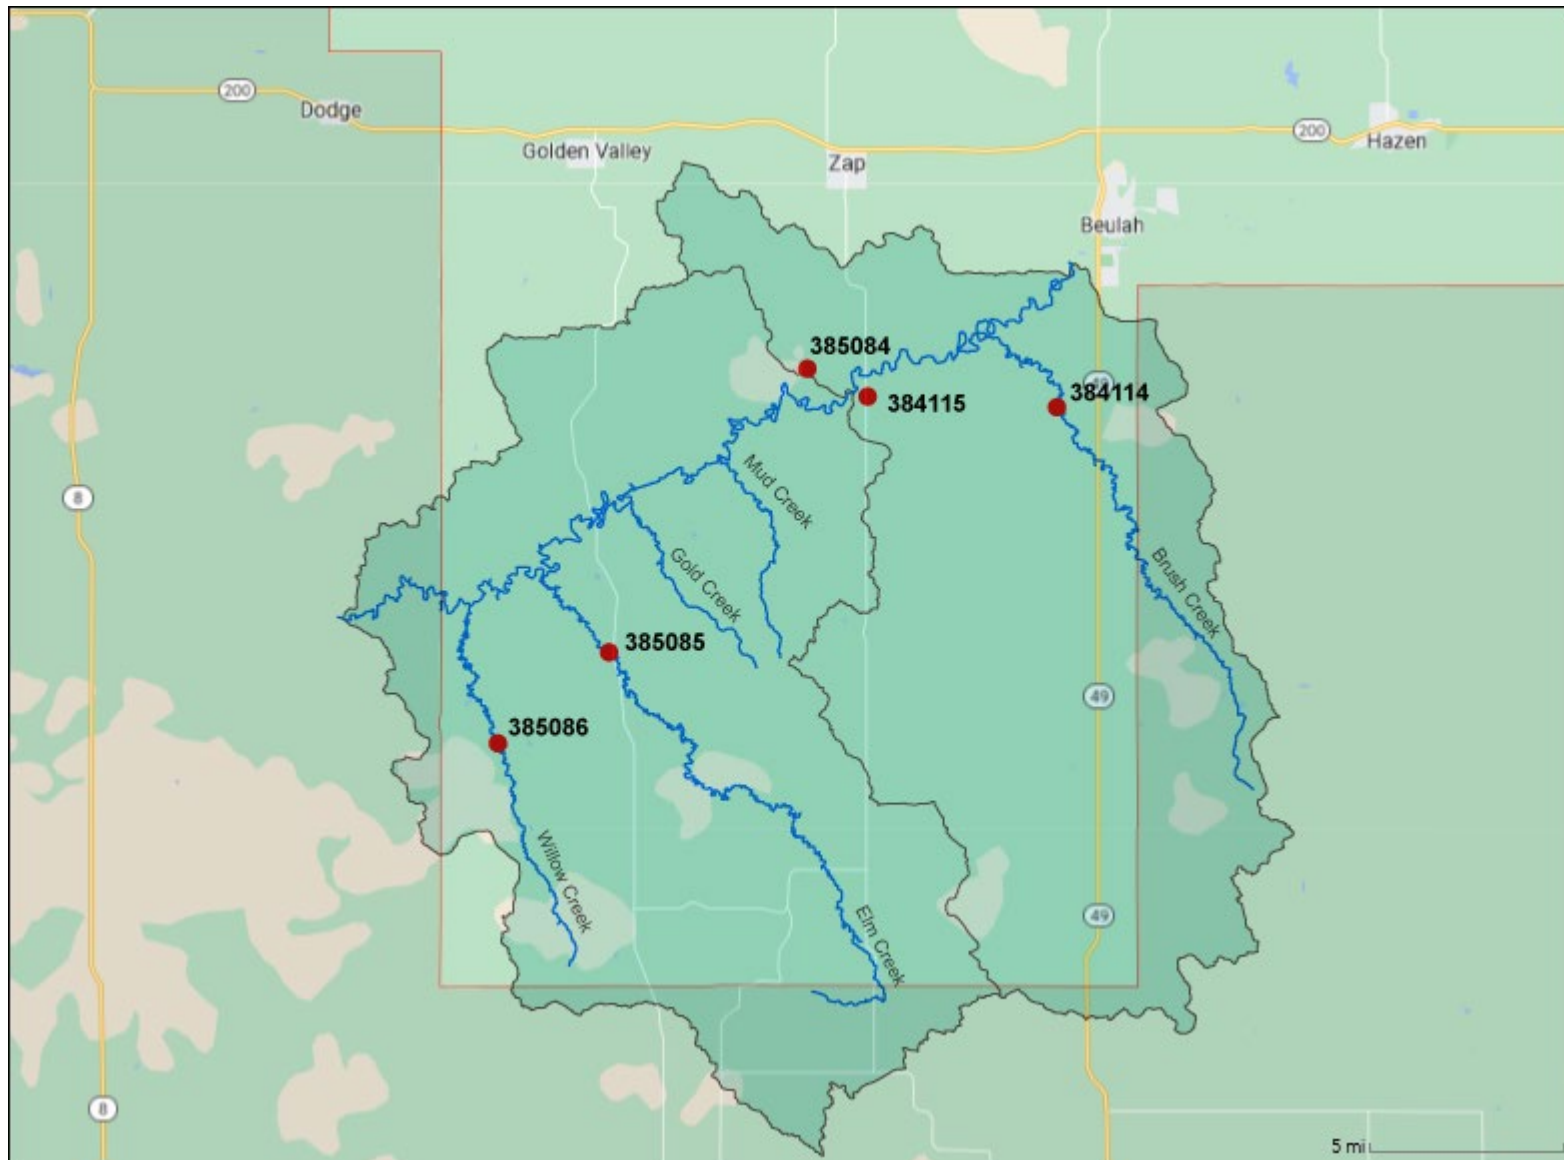 200
Dodge
Golden Valley
Zap
200
Hazen
Beulah
385084
384115
49
384114
Mud Creek
8
Gold Creek
Brush Creek
385085
49
385086
Willow Creek
Elm Creek
49
8
5 mi